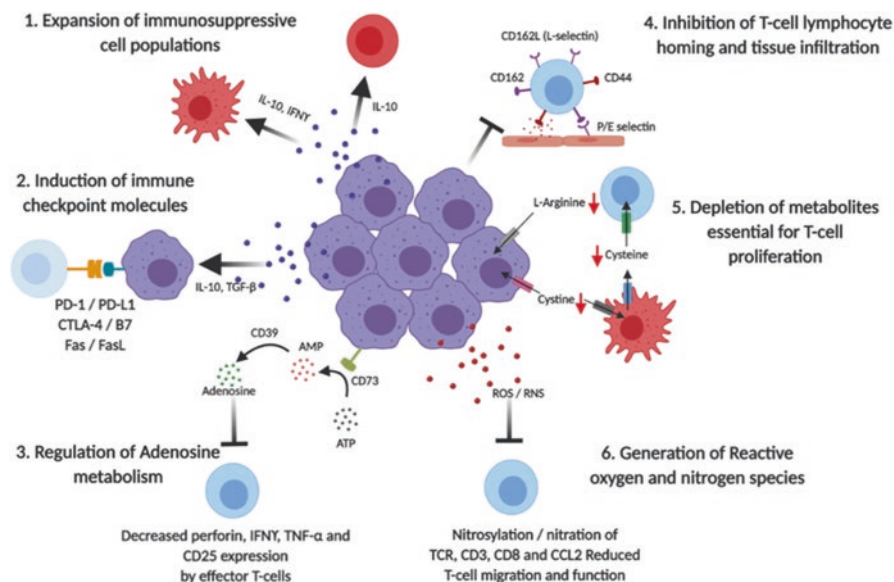 1. Expansion of immunosuppressive
cell populations
IL-10, IFNY
IL-10
2. Induction of immune
checkpoint molecules
IL-10, TGF-β
PD-1 / PD-L1
CTLA-4 / B7
Fas / FasL
CD39
AMP
Adenosine
CD73
ATP
3. Regulation of Adenosine
metabolism
Decreased perforin, IFNY, TNF-α and
CD25 expression
by effector T-cells
4. Inhibition of T-cell lymphocyte
homing and tissue infiltration
CD162L (L-selectin)
CD162
CD44
P/E selectin
L-Arginine
Cysteine
Cystine
5. Depletion of metabolites
essential for T-cell
proliferation
ROS / RNS
6. Generation of Reactive
oxygen and nitrogen species
Nitrosylation / nitration of
TCR, CD3, CD8 and CCL2 Reduced
T-cell migration and function